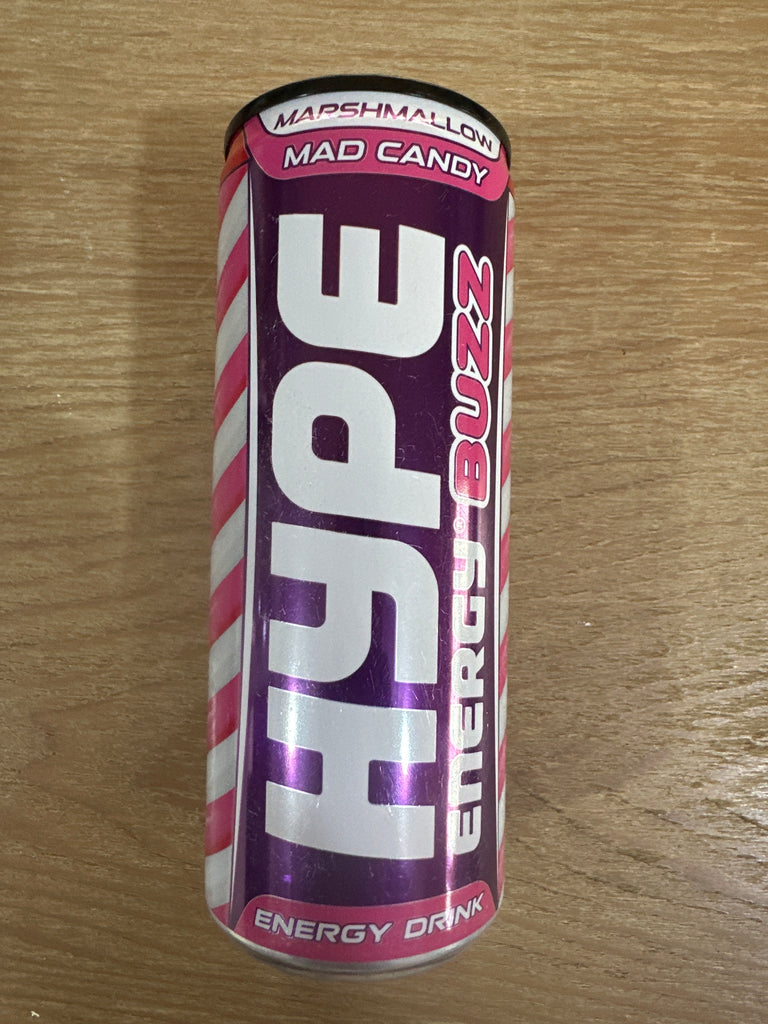 MARSHMALLOW
MAD CANDY
HYPE
ENERGY® BUZZ
ENERGY DRINK